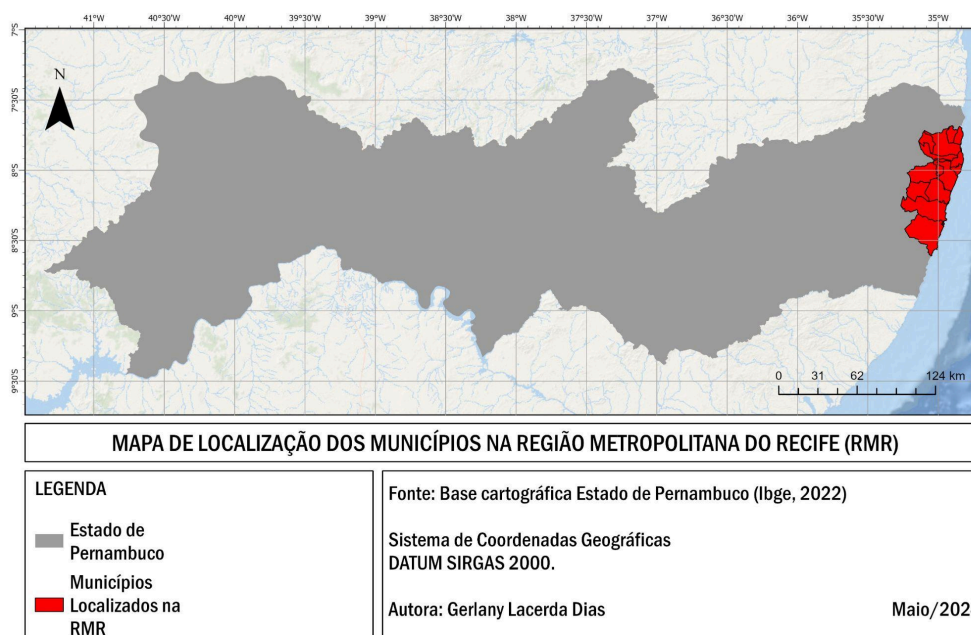 41°W 40°30'W 40°W 39°30'W 39°W 38°30'W 38°W 37°30'W 37°W 36°30'W 36°W 35°30'W 35°W
7°S
N
7°30'S
8°S
8°30'S
9°S
9°30'S
0 31 62 124 km
MAPA DE LOCALIZAÇÃO DOS MUNICÍPIOS NA REGIÃO METROPOLITANA DO RECIFE (RMR)
LEGENDA
Estado de
Pernambuco
Municípios
Localizados na
RMR
Fonte: Base cartográfica Estado de Pernambuco (Ibge, 2022)
Sistema de Coordenadas Geográficas
DATUM SIRGAS 2000.
Autora: Gerlany Lacerda Dias Maio/202